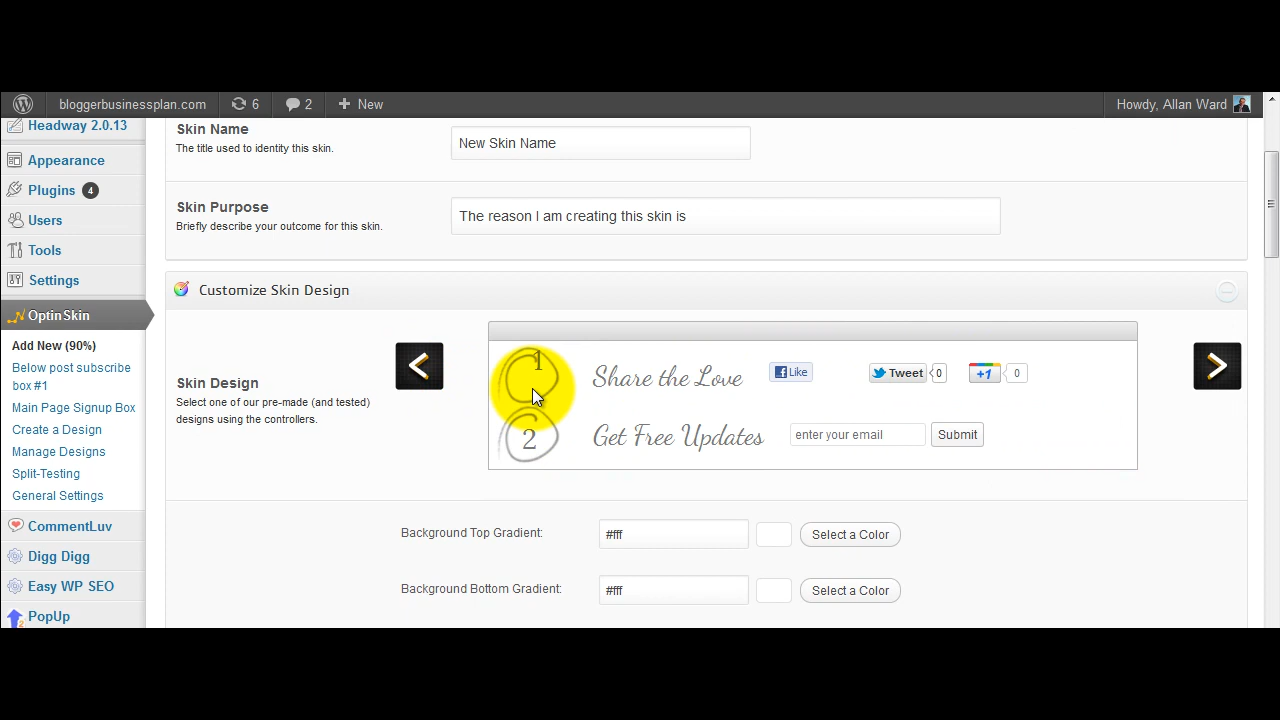 bloggerbusinessplan.com 6 2 New Howdy, Allan Ward
Headway 2.0.13
Appearance
Plugins 4
Users
Tools
Settings
OptinSkin
Add New (90%)
Below post subscribe
box #1
Main Page Signup Box
Create a Design
Manage Designs
Split-Testing
General Settings
CommentLuv
Digg Digg
Easy WP SEO
PopUp
Skin Name
The title used to identify this skin.
New Skin Name
Skin Purpose
Briefly describe your outcome for this skin.
The reason I am creating this skin is
Customize Skin Design
Skin Design
Select one of our pre-made (and tested)
designs using the controllers.
1 Share the Love Like Tweet 0 +1 0
2 Get Free Updates enter your email Submit
Background Top Gradient: #fff Select a Color
Background Bottom Gradient: #fff Select a Color